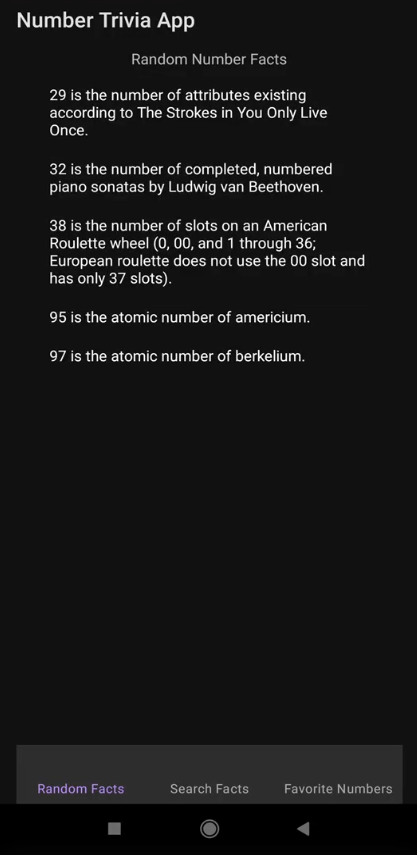 Number Trivia App
Random Number Facts
29 is the number of attributes existing
according to The Strokes in You Only Live
Once.
32 is the number of completed, numbered
piano sonatas by Ludwig van Beethoven.
38 is the number of slots on an American
Roulette wheel (0, 00, and 1 through 36;
European roulette does not use the 00 slot and
has only 37 slots).
95 is the atomic number of americium.
97 is the atomic number of berkelium.
Random Facts
Search Facts
Favorite Numbers